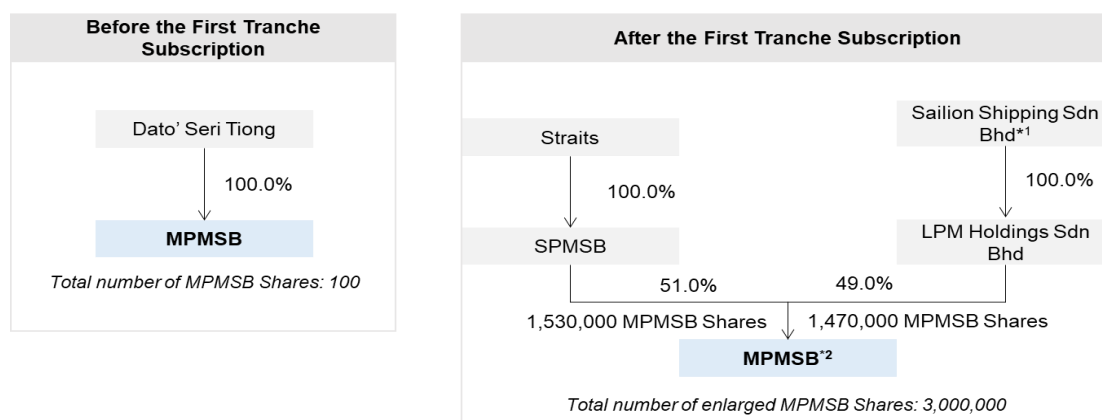 Before the First Tranche
Subscription
Dato’ Seri Tiong
100.0%
MPMSB
Total number of MPMSB Shares: 100
After the First Tranche Subscription
Straits
Sailion Shipping Sdn
Bhd*1
100.0%
100.0%
SPMSB
LPM Holdings Sdn
Bhd
51.0%
49.0%
1,530,000 MPMSB Shares
1,470,000 MPMSB Shares
MPMSB*2
Total number of enlarged MPMSB Shares: 3,000,000